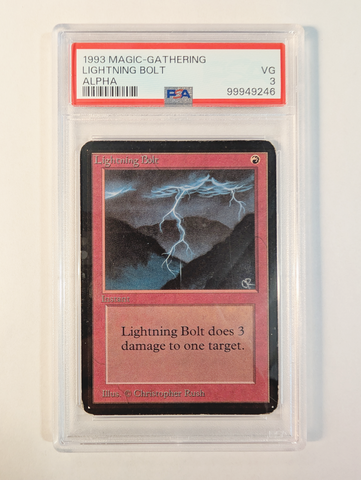 1993 MAGIC-GATHERING
LIGHTNING BOLT VG
ALPHA PSA 3
99949246
Lightning Bolt
Instant
Lightning Bolt does 3
damage to one target.
Illus. © Christopher Rush